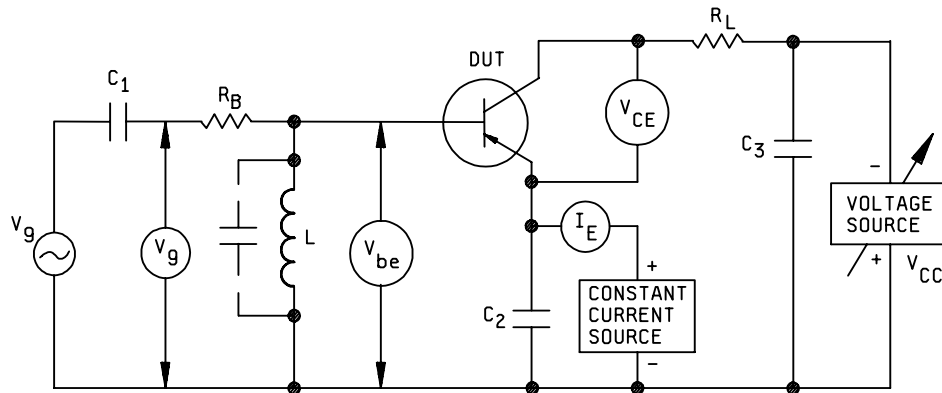 C1
RB
Vg
Vg
L
Vbe
DUT
VCE
IE
C2
+
CONSTANT
CURRENT
SOURCE
-
RL
C3
-
VOLTAGE
SOURCE
+
VCC